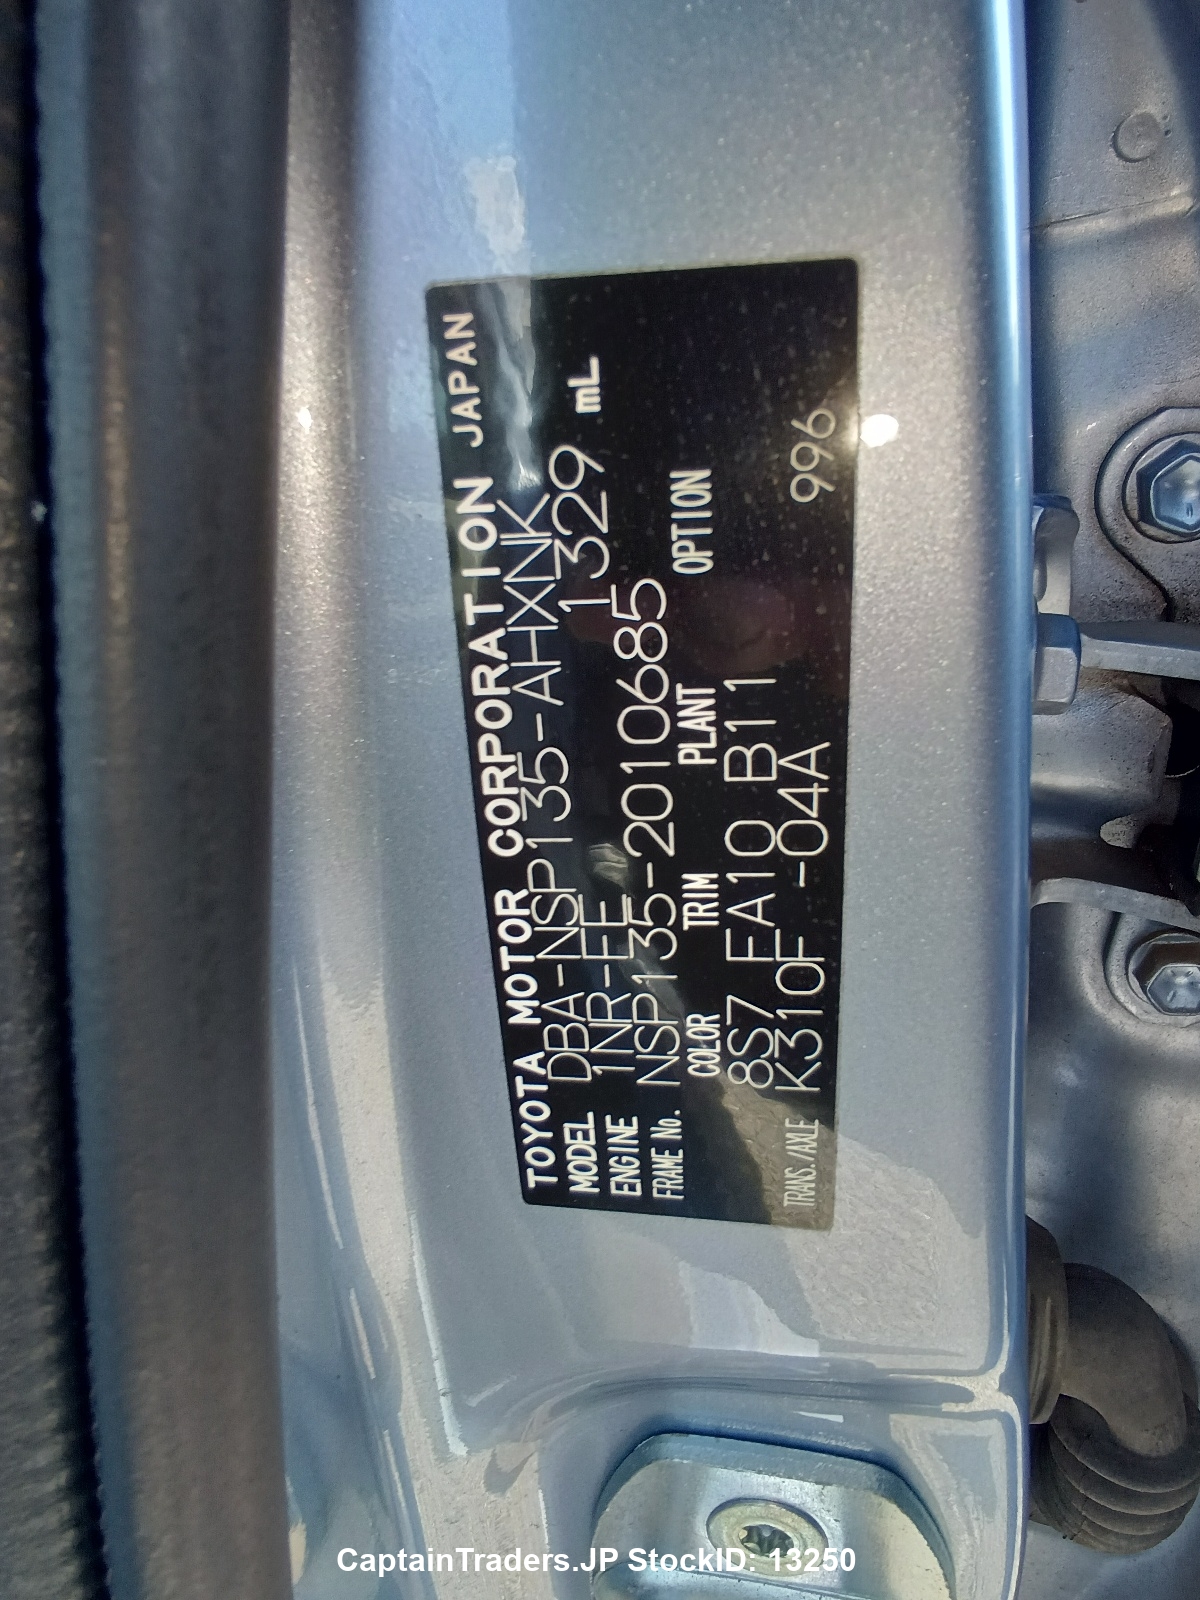 TOYOTA MOTOR CORPORATION JAPAN
MODEL DBA-NSP135-AHXNK
ENGINE 1NR-FE 1329 mL
FRAME No. NSP135-2010685
COLOR TRIM PLANT OPTION
8S7 FA10 B11
TRANS./AXLE K310F -04A 996
CaptainTraders.JP StockID: 13250